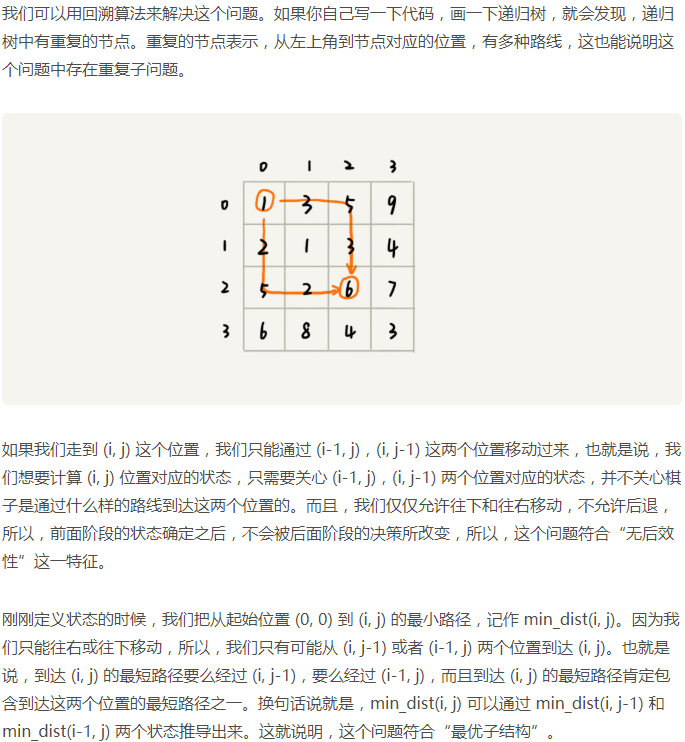 我们可以用回溯算法来解决这个问题。如果你自己写一下代码，画一下递归树，就会发现，递归
树中有重复的节点。重复的节点表示，从左上角到节点对应的位置，有多种路线，这也能说明这
个问题中存在重复子问题。
0 1 2 3
0 1 3 5 9
1 2 1 3 4
2 5 2 6 7
3 6 8 4 3
如果我们走到 (i, j) 这个位置，我们只能通过 (i-1, j)，(i, j-1) 这两个位置移动过来，也就是说，我
们想要计算 (i, j) 位置对应的状态，只需要关心 (i-1, j)，(i, j-1) 两个位置对应的状态，并不关心棋
子是通过什么样的路线到达这两个位置的。而且，我们仅仅允许往下和往右移动，不允许后退，
所以，前面阶段的状态确定之后，不会被后面阶段的决策所改变，所以，这个问题符合“无后效
性”这一特征。
刚刚定义状态的时候，我们把从起始位置 (0, 0) 到 (i, j) 的最小路径，记作 min_dist(i, j)。因为我
们只能往右或往下移动，所以，我们只有可能从 (i, j-1) 或者 (i-1, j) 两个位置到达 (i, j)。也就是
说，到达 (i, j) 的最短路径要么经过 (i, j-1)，要么经过 (i-1, j)，而且到达 (i, j) 的最短路径肯定包
含到达这两个位置的最短路径之一。换句话说就是，min_dist(i, j) 可以通过 min_dist(i, j-1) 和
min_dist(i-1, j) 两个状态推导出来。这就说明，这个问题符合“最优子结构”。